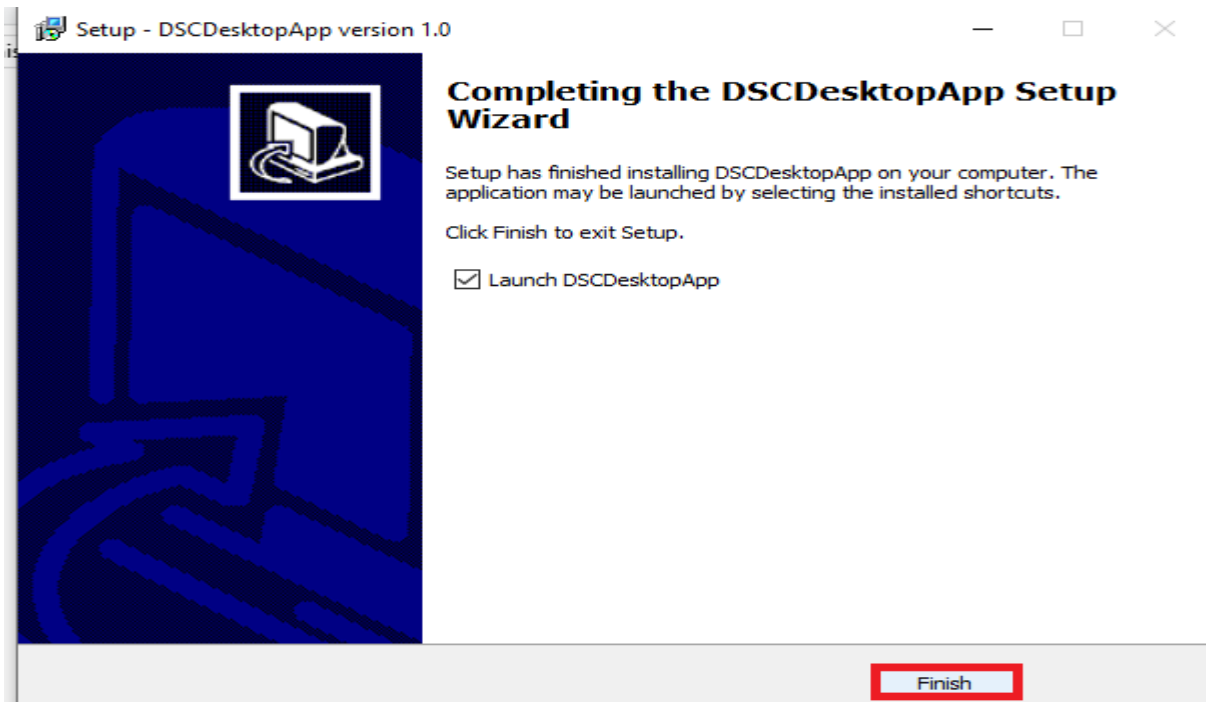 Setup - DSCDesktopApp version 1.0
is
Completing the DSCDesktopApp Setup
Wizard
Setup has finished installing DSCDesktopApp on your computer. The
application may be launched by selecting the installed shortcuts.
Click Finish to exit Setup.
Launch DSCDesktopApp
Finish